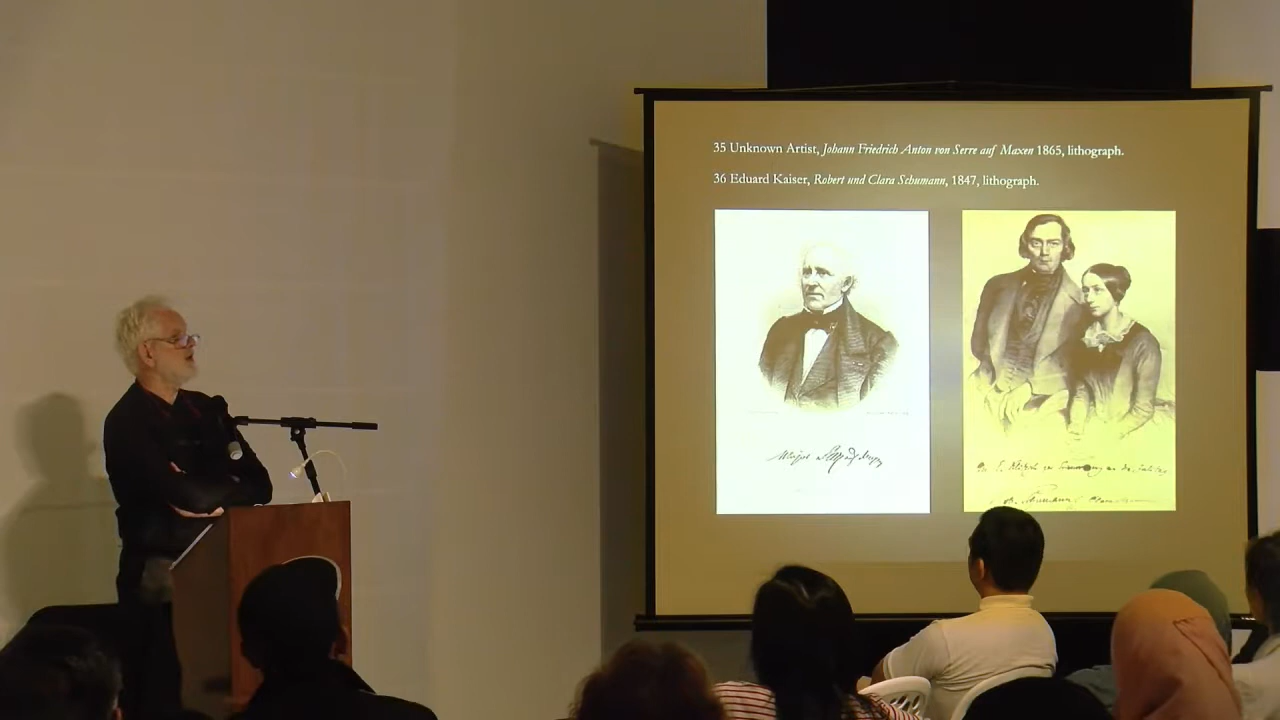 35 Unknown Artist, Johann Friedrich Anton von Serre auf Maxen 1865, lithograph.
36 Eduard Kaiser, Robert und Clara Schumann, 1847, lithograph.